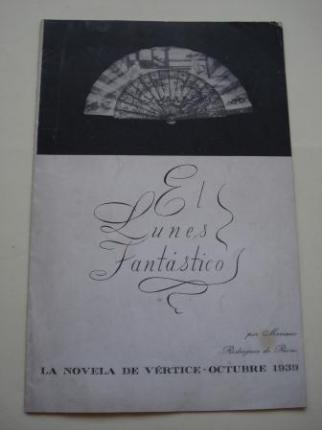 El
Lunes
Fantástico
por Mariano
Rodríguez de Rivas
LA NOVELA DE VÉRTICE - OCTUBRE 1939